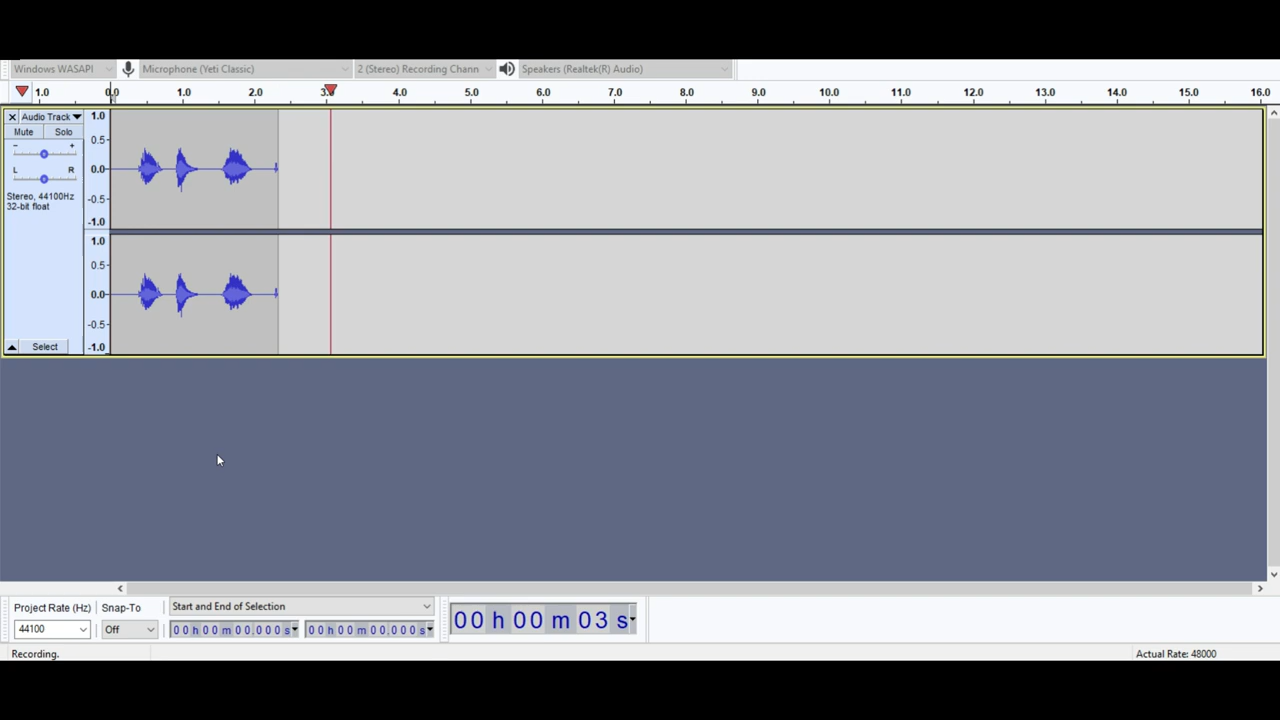 Windows WASAPI Microphone (Yeti Classic) 2 (Stereo) Recording Chann Speakers (Realtek(R) Audio)
1.0 0.0 1.0 2.0 3.0 4.0 5.0 6.0 7.0 8.0 9.0 10.0 11.0 12.0 13.0 14.0 15.0 16.0
× Audio Track
Mute Solo
- +
L R
Stereo, 44100Hz
32-bit float
Select
1.0
0.5-
0.0-
-0.5-
-1.0
1.0
0.5-
0.0-
-0.5-
-1.0
Project Rate (Hz) Snap-To Start and End of Selection
44100 Off 00 h 00 m 00.000 s 00 h 00 m 00.000 s 00 h 00 m 03 s
Recording. Actual Rate: 48000